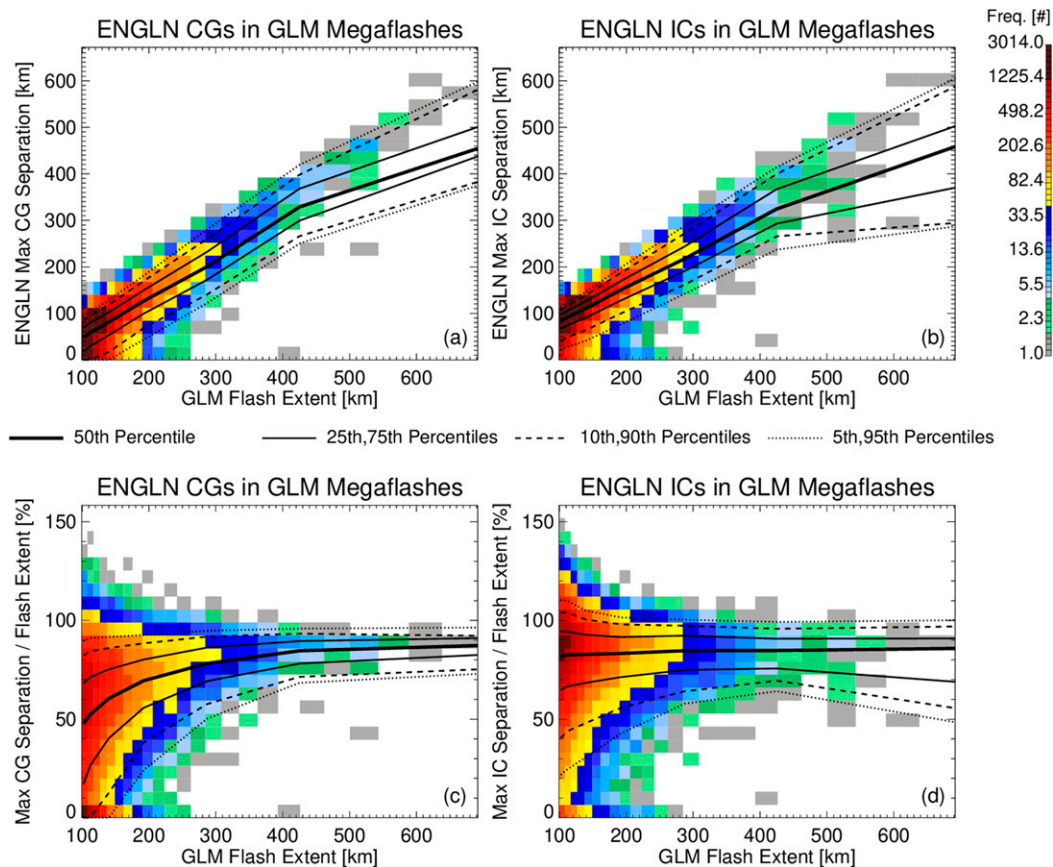 ENGLN CGs in GLM Megaflashes
ENGLN ICs in GLM Megaflashes
Freq. [#]
3014.0
1225.4
498.2
202.6
82.4
33.5
13.6
5.5
2.3
1.0
ENGLN Max CG Separation [km]
600
500
400
300
200
100
0
(a)
100 200 300 400 500 600
GLM Flash Extent [km]
ENGLN Max IC Separation [km]
600
500
400
300
200
100
0
(b)
100 200 300 400 500 600
GLM Flash Extent [km]
50th Percentile
25th,75th Percentiles
10th,90th Percentiles
5th,95th Percentiles
ENGLN CGs in GLM Megaflashes
ENGLN ICs in GLM Megaflashes
Max CG Separation / Flash Extent [%]
150
100
50
0
(c)
100 200 300 400 500 600
GLM Flash Extent [km]
Max IC Separation / Flash Extent [%]
150
100
50
0
(d)
100 200 300 400 500 600
GLM Flash Extent [km]